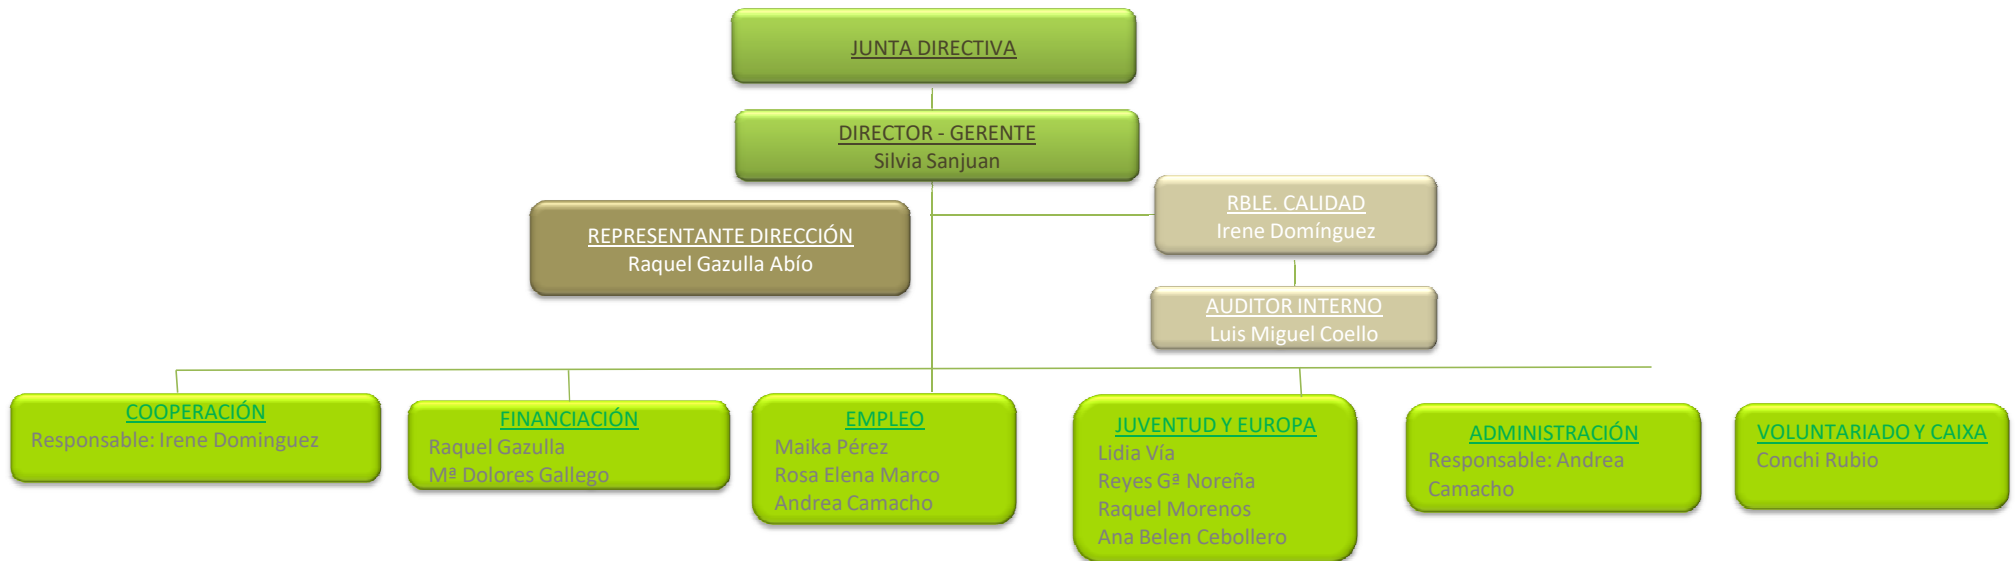 JUNTA DIRECTIVA
DIRECTOR - GERENTE
Silvia Sanjuan
RBLE. CALIDAD
Irene Domínguez
REPRESENTANTE DIRECCIÓN
Raquel Gazulla Abío
AUDITOR INTERNO
Luis Miguel Coello
COOPERACIÓN
Responsable: Irene Dominguez
FINANCIACIÓN
Raquel Gazulla
Mª Dolores Gallego
EMPLEO
Maika Pérez
Rosa Elena Marco
Andrea Camacho
JUVENTUD Y EUROPA
Lidia Vía
Reyes Gª Noreña
Raquel Morenos
Ana Belen Cebollero
ADMINISTRACIÓN
Responsable: Andrea
Camacho
VOLUNTARIADO Y CAIXA
Conchi Rubio